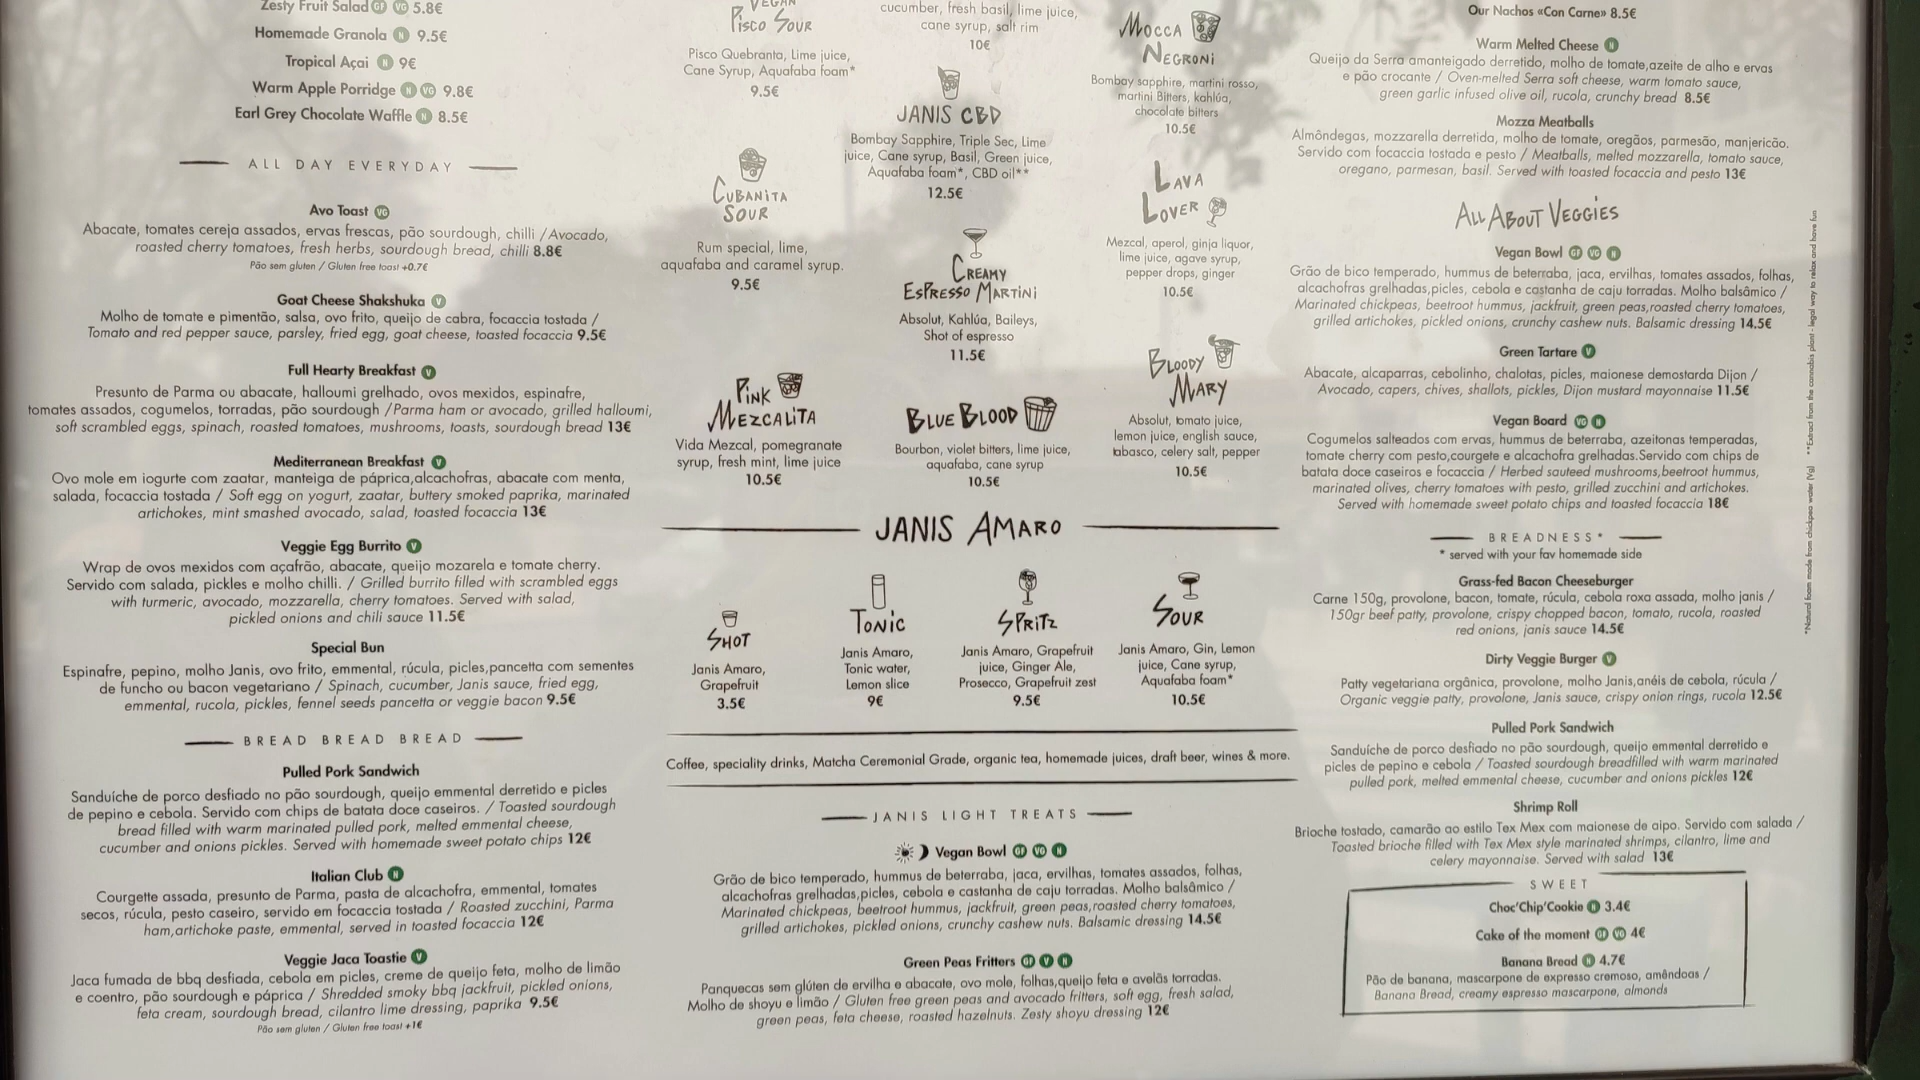 Zesty Fruit Salad GF VG 5.8€
Homemade Granola N 9.5€
Tropical Açai N 9€
Warm Apple Porridge N VG 9.8€
Earl Grey Chocolate Waffle N 8.5€
ALL DAY EVERYDAY
Avo Toast VG
Abacate, tomates cereja assados, ervas frescas, pão sourdough, chilli / Avocado,
roasted cherry tomatoes, fresh herbs, sourdough bread, chilli 8.8€
Pão sem gluten / Gluten free toast +0.7€
Goat Cheese Shakshuka V
Molho de tomate e pimentão, salsa, ovo frito, queijo de cabra, focaccia tostada /
Tomato and red pepper sauce, parsley, fried egg, goat cheese, toasted focaccia 9.5€
Full Hearty Breakfast V
Presunto de Parma ou abacate, halloumi grelhado, ovos mexidos, espinafre,
tomates assados, cogumelos, torradas, pão sourdough / Parma ham or avocado, grilled halloumi,
soft scrambled eggs, spinach, roasted tomatoes, mushrooms, toasts, sourdough bread 13€
Mediterranean Breakfast V
Ovo mole em iogurte com zaatar, manteiga de páprica,alcachofras, abacate com menta,
salada, focaccia tostada / Soft egg on yogurt, zaatar, buttery smoked paprika, marinated
artichokes, mint smashed avocado, salad, toasted focaccia 13€
Veggie Egg Burrito V
Wrap de ovos mexidos com açafrão, abacate, queijo mozarela e tomate cherry.
Servido com salada, pickles e molho chilli. / Grilled burrito filled with scrambled eggs
with turmeric, avocado, mozzarella, cherry tomatoes. Served with salad,
pickled onions and chili sauce 11.5€
Special Bun
Espinafre, pepino, molho Janis, ovo frito, emmental, rúcula, picles,pancetta com sementes
de funcho ou bacon vegetariano / Spinach, cucumber, Janis sauce, fried egg,
emmental, rucola, pickles, fennel seeds pancetta or veggie bacon 9.5€
BREAD BREAD BREAD
Pulled Pork Sandwich
Sanduíche de porco desfiado no pão sourdough, queijo emmental derretido e picles
de pepino e cebola. Servido com chips de batata doce caseiros. / Toasted sourdough
bread filled with warm marinated pulled pork, melted emmental cheese,
cucumber and onions pickles. Served with homemade sweet potato chips 12€
Italian Club N
Courgette assada, presunto de Parma, pasta de alcachofra, emmental, tomates
secos, rúcula, pesto caseiro, servido em focaccia tostada / Roasted zucchini, Parma
ham,artichoke paste, emmental, served in toasted focaccia 12€
Veggie Jaca Toastie V
Jaca fumada de bbq desfiada, cebola em picles, creme de queijo feta, molho de limão
e coentro, pão sourdough e páprica / Shredded smoky bbq jackfruit, pickled onions,
feta cream, sourdough bread, cilantro lime dressing, paprika 9.5€
Pão sem gluten / Gluten free toast +1€
VEGAN
PISCO SOUR
Pisco Quebranta, Lime juice,
Cane Syrup, Aquafaba foam*
9.5€
CUBANITA
SOUR
Rum special, lime,
aquafaba and caramel syrup.
9.5€
PINK
MEZCALITA
Vida Mezcal, pomegranate
syrup, fresh mint, lime juice
10.5€
cucumber, fresh basil, lime juice,
cane syrup, salt rim
10€
JANIS CBD
Bombay Sapphire, Triple Sec, Lime
juice, Cane syrup, Basil, Green juice,
Aquafaba foam*, CBD oil**
12.5€
CREAMY
ESPRESSO MARTINI
Absolut, Kahlúa, Baileys,
Shot of espresso
11.5€
BLUE BLOOD
Bourbon, violet bitters, lime juice,
aquafaba, cane syrup
10.5€
MOCCA
NEGRONI
Bombay sapphire, martini rosso,
martini Bitters, kahlúa,
chocolate bitters
10.5€
LAVA
LOVER
Mezcal, aperol, ginja liquor,
lime juice, agave syrup,
pepper drops, ginger
10.5€
BLOODY
MARY
Absolut, tomato juice,
lemon juice, english sauce,
tabasco, celery salt, pepper
10.5€
JANIS AMARO
SHOT
Janis Amaro,
Grapefruit
3.5€
TONIC
Janis Amaro,
Tonic water,
Lemon slice
9€
SPRITZ
Janis Amaro, Grapefruit
juice, Ginger Ale,
Prosecco, Grapefruit zest
9.5€
SOUR
Janis Amaro, Gin, Lemon
juice, Cane syrup,
Aquafaba foam*
10.5€
Coffee, speciality drinks, Matcha Ceremonial Grade, organic tea, homemade juices, draft beer, wines & more.
JANIS LIGHT TREATS
Vegan Bowl GF VG N
Grão de bico temperado, hummus de beterraba, jaca, ervilhas, tomates assados, folhas,
alcachofras grelhadas,picles, cebola e castanha de caju torradas. Molho balsâmico /
Marinated chickpeas, beetroot hummus, jackfruit, green peas,roasted cherry tomatoes,
grilled artichokes, pickled onions, crunchy cashew nuts. Balsamic dressing 14.5€
Green Peas Fritters GF V N
Panquecas sem glúten de ervilha e abacate, ovo mole, folhas,queijo feta e avelãs torradas.
Molho de shoyu e limão / Gluten free green peas and avocado fritters, soft egg, fresh salad,
green peas, feta cheese, roasted hazelnuts. Zesty shoyu dressing 12€
Our Nachos «Con Carne» 8.5€
Warm Melted Cheese N
Queijo da Serra amanteigado derretido, molho de tomate,azeite de alho e ervas
e pão crocante / Oven-melted Serra soft cheese, warm tomato sauce,
green garlic infused olive oil, rucola, crunchy bread 8.5€
Mozza Meatballs
Almôndegas, mozzarella derretida, molho de tomate, oregãos, parmesão, manjericão.
Servido com focaccia tostada e pesto / Meatballs, melted mozzarella, tomato sauce,
oregano, parmesan, basil. Served with toasted focaccia and pesto 13€
ALL ABOUT VEGGIES
Vegan Bowl GF VG N
Grão de bico temperado, hummus de beterraba, jaca, ervilhas, tomates assados, folhas,
alcachofras grelhadas,picles, cebola e castanha de caju torradas. Molho balsâmico /
Marinated chickpeas, beetroot hummus, jackfruit, green peas,roasted cherry tomatoes,
grilled artichokes, pickled onions, crunchy cashew nuts. Balsamic dressing 14.5€
Green Tartare V
Abacate, alcaparras, cebolinho, chalotas, picles, maionese demostarda Dijon /
Avocado, capers, chives, shallots, pickles, Dijon mustard mayonnaise 11.5€
Vegan Board VG N
Cogumelos salteados com ervas, hummus de beterraba, azeitonas temperadas,
tomate cherry com pesto,courgete e alcachofra grelhadas.Servido com chips de
batata doce caseiros e focaccia / Herbed sauteed mushrooms,beetroot hummus,
marinated olives, cherry tomatoes with pesto, grilled zucchini and artichokes.
Served with homemade sweet potato chips and toasted focaccia 18€
BREADNESS*
* served with your fav homemade side
Grass-fed Bacon Cheeseburger
Carne 150g, provolone, bacon, tomate, rúcula, cebola roxa assada, molho janis /
150gr beef patty, provolone, crispy chopped bacon, tomato, rucola, roasted
red onions, janis sauce 14.5€
Dirty Veggie Burger V
Patty vegetariana orgânica, provolone, molho Janis,anéis de cebola, rúcula /
Organic veggie patty, provolone, Janis sauce, crispy onion rings, rucola 12.5€
Pulled Pork Sandwich
Sanduíche de porco desfiado no pão sourdough, queijo emmental derretido e
picles de pepino e cebola / Toasted sourdough breadfilled with warm marinated
pulled pork, melted emmental cheese, cucumber and onions pickles 12€
Shrimp Roll
Brioche tostado, camarão ao estilo Tex Mex com maionese de aipo. Servido com salada /
Toasted brioche filled with Tex Mex style marinated shrimps, cilantro, lime and
celery mayonnaise. Served with salad 13€
SWEET
Choc'Chip'Cookie N 3.4€
Cake of the moment GF VG 4€
Banana Bread N 4.7€
Pão de banana, mascarpone de expresso cremoso, amêndoas /
Banana Bread, creamy espresso mascarpone, almonds
*Natural foam made from chickpea water (Vg) **Extract from the cannabis plant - legal way to relax and have fun